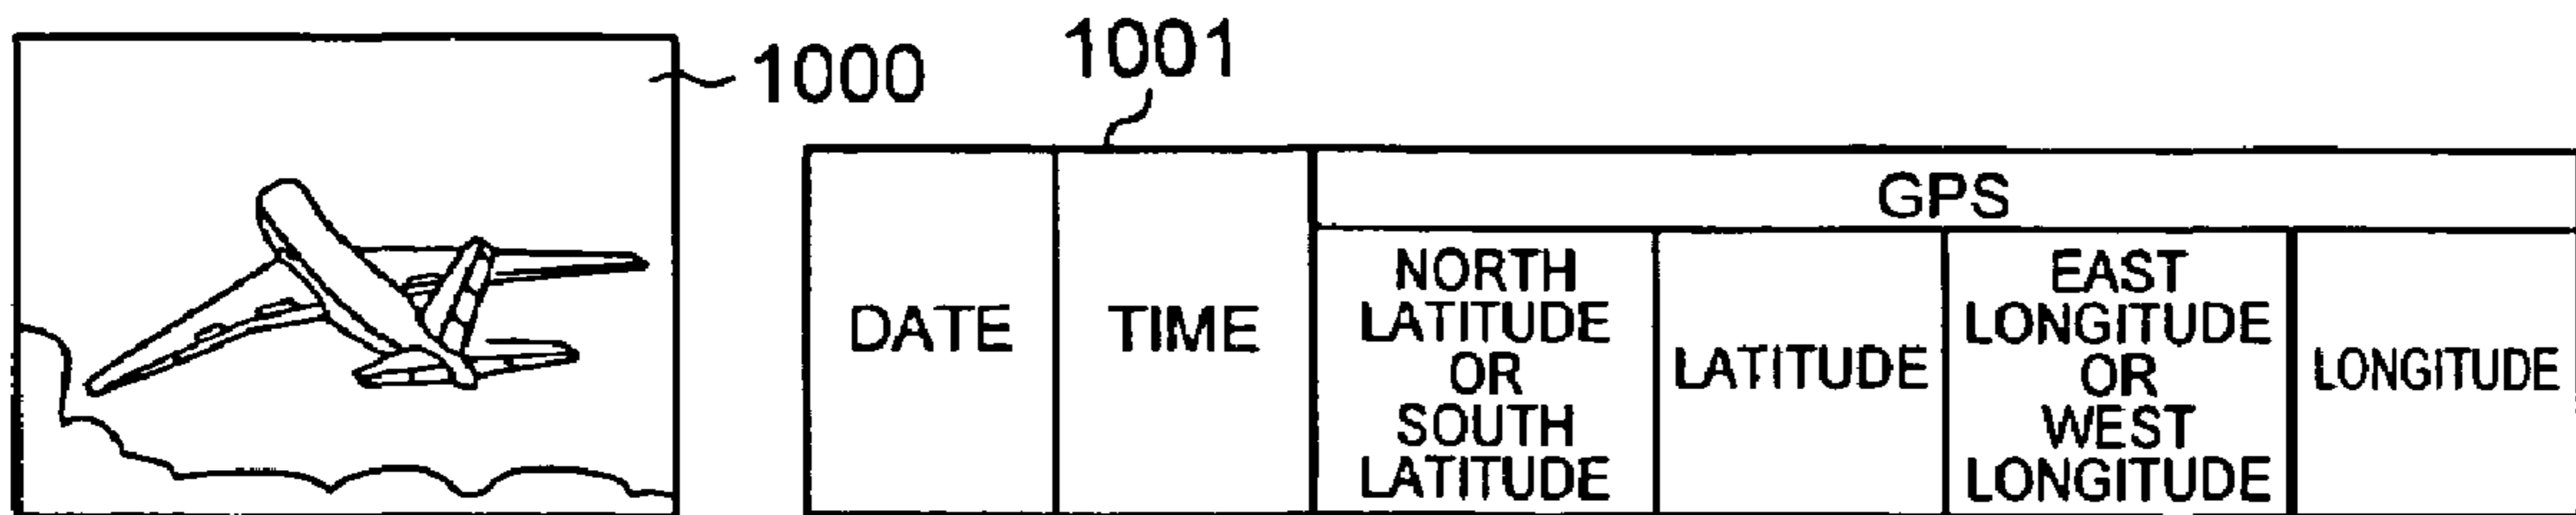 1000
1001
DATE
TIME
GPS
NORTH
LATITUDE
OR
SOUTH
LATITUDE
LATITUDE
EAST
LONGITUDE
OR
WEST
LONGITUDE
LONGITUDE